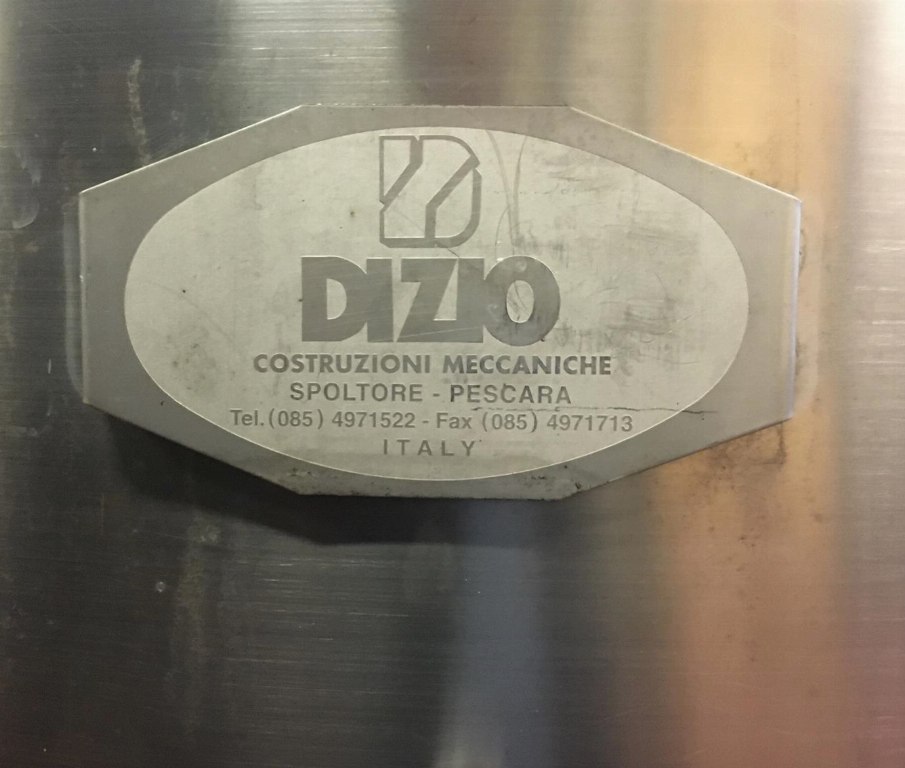 D
DIZIO
COSTRUZIONI MECCANICHE
SPOLTORE - PESCARA
Tel. (085) 4971522 - Fax (085) 4971713
ITALY